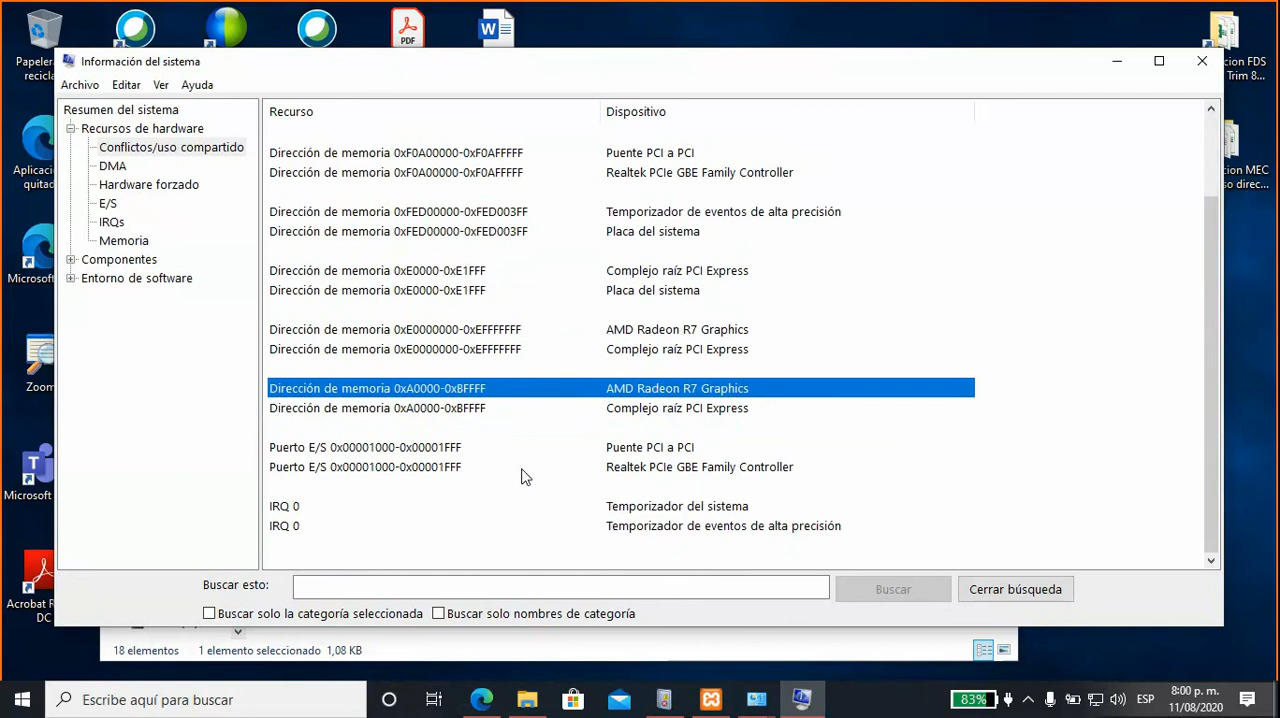 Papelera
recicl
PDF
cion FDS
Trim 8...
Información del sistema
Archivo Editar Ver Ayuda
Resumen del sistema
Recursos de hardware
Conflictos/uso compartido
DMA
Hardware forzado
E/S
IRQs
Memoria
Componentes
Entorno de software
Recurso Dispositivo
Dirección de memoria 0xF0A00000-0xF0AFFFFF Puente PCI a PCI
Dirección de memoria 0xF0A00000-0xF0AFFFFF Realtek PCIe GBE Family Controller
Dirección de memoria 0xFED00000-0xFED003FF Temporizador de eventos de alta precisión
Dirección de memoria 0xFED00000-0xFED003FF Placa del sistema
Dirección de memoria 0xE0000-0xE1FFF Complejo raíz PCI Express
Dirección de memoria 0xE0000-0xE1FFF Placa del sistema
Dirección de memoria 0xE0000000-0xEFFFFFFF AMD Radeon R7 Graphics
Dirección de memoria 0xE0000000-0xEFFFFFFF Complejo raíz PCI Express
Dirección de memoria 0xA0000-0xBFFFF AMD Radeon R7 Graphics
Dirección de memoria 0xA0000-0xBFFFF Complejo raíz PCI Express
Puerto E/S 0x00001000-0x00001FFF Puente PCI a PCI
Puerto E/S 0x00001000-0x00001FFF Realtek PCIe GBE Family Controller
IRQ 0 Temporizador del sistema
IRQ 0 Temporizador de eventos de alta precisión
Buscar esto: Buscar Cerrar búsqueda
Buscar solo la categoría seleccionada Buscar solo nombres de categoría
Aplicac
quitad
Microsof
Zoom
Microsoft
Acrobat R
DC
cion MEC
so direc...
18 elementos 1 elemento seleccionado 1,08 KB
Escribe aquí para buscar
83%
ESP
8:00 p. m.
11/08/2020